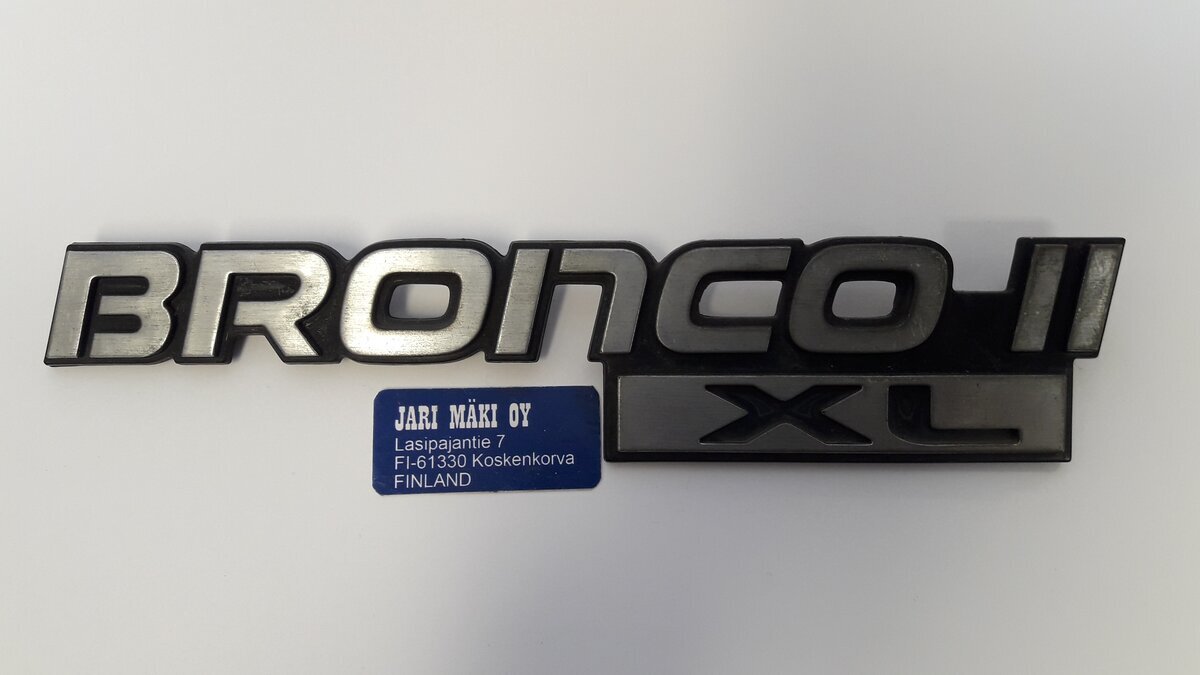 BRONCO II
XL
JARI MÄKI OY
Lasipajantie 7
FI-61330 Koskenkorva
FINLAND